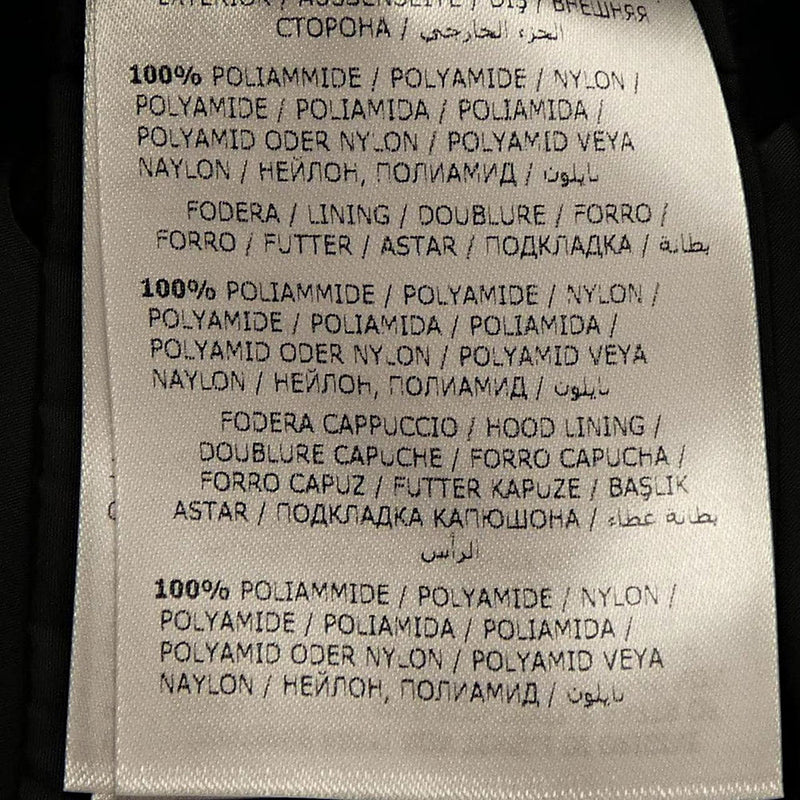 EXTERIOR / AUSSENSEITE / DIŞ / ВНЕШНЯЯ
СТОРОНА / الجزء الخارجي
100% POLIAMMIDE / POLYAMIDE / NYLON /
POLYAMIDE / POLIAMIDA / POLIAMIDA /
POLYAMID ODER NYLON / POLYAMID VEYA
NAYLON / НЕЙЛОН, ПОЛИАМИД / نايلون
FODERA / LINING / DOUBLURE / FORRO /
FORRO / FUTTER / ASTAR / ПОДКЛАДКА / بطانة
100% POLIAMMIDE / POLYAMIDE / NYLON /
POLYAMIDE / POLIAMIDA / POLIAMIDA /
POLYAMID ODER NYLON / POLYAMID VEYA
NAYLON / НЕЙЛОН, ПОЛИАМИД / نايلون
FODERA CAPPUCCIO / HOOD LINING /
DOUBLURE CAPUCHE / FORRO CAPUCHA /
FORRO CAPUZ / FUTTER KAPUZE / BAŞLIK
ASTAR / ПОДКЛАДКА КАПЮШОНА / بطانة غطاء
الرأس
100% POLIAMMIDE / POLYAMIDE / NYLON /
POLYAMIDE / POLIAMIDA / POLIAMIDA /
POLYAMID ODER NYLON / POLYAMID VEYA
NAYLON / НЕЙЛОН, ПОЛИАМИД / نايلون